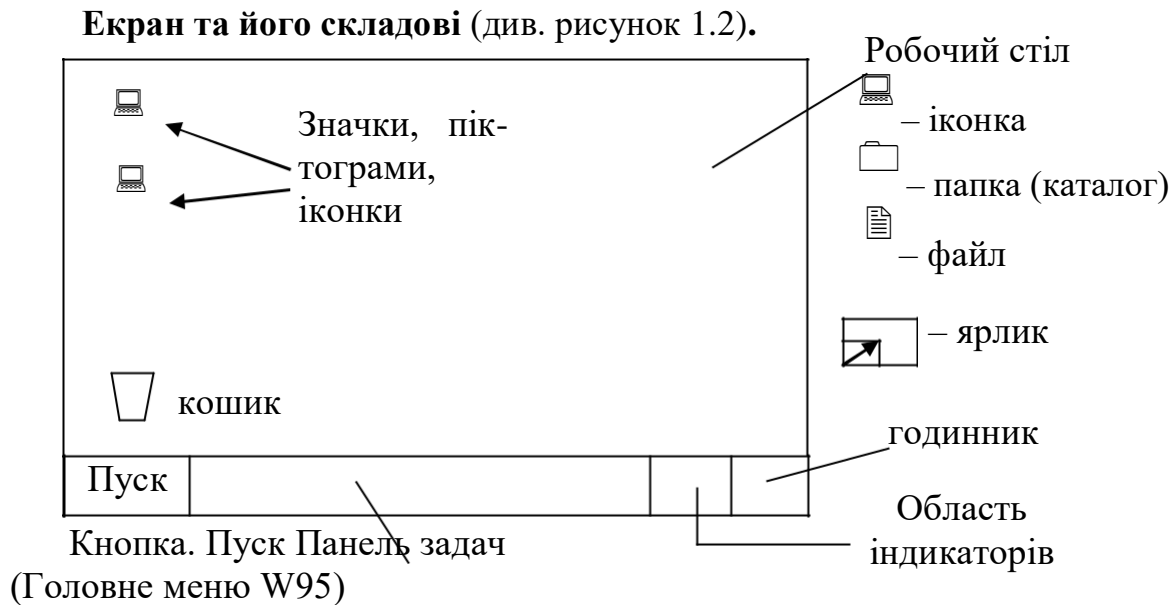 Екран та його складові (див. рисунок 1.2).
Робочий стіл
Значки, пік-
тограми,
іконки
– іконка
– папка (каталог)
– файл
– ярлик
кошик
годинник
Пуск
Область
індикаторів
Кнопка. Пуск Панель задач
(Головне меню W95)